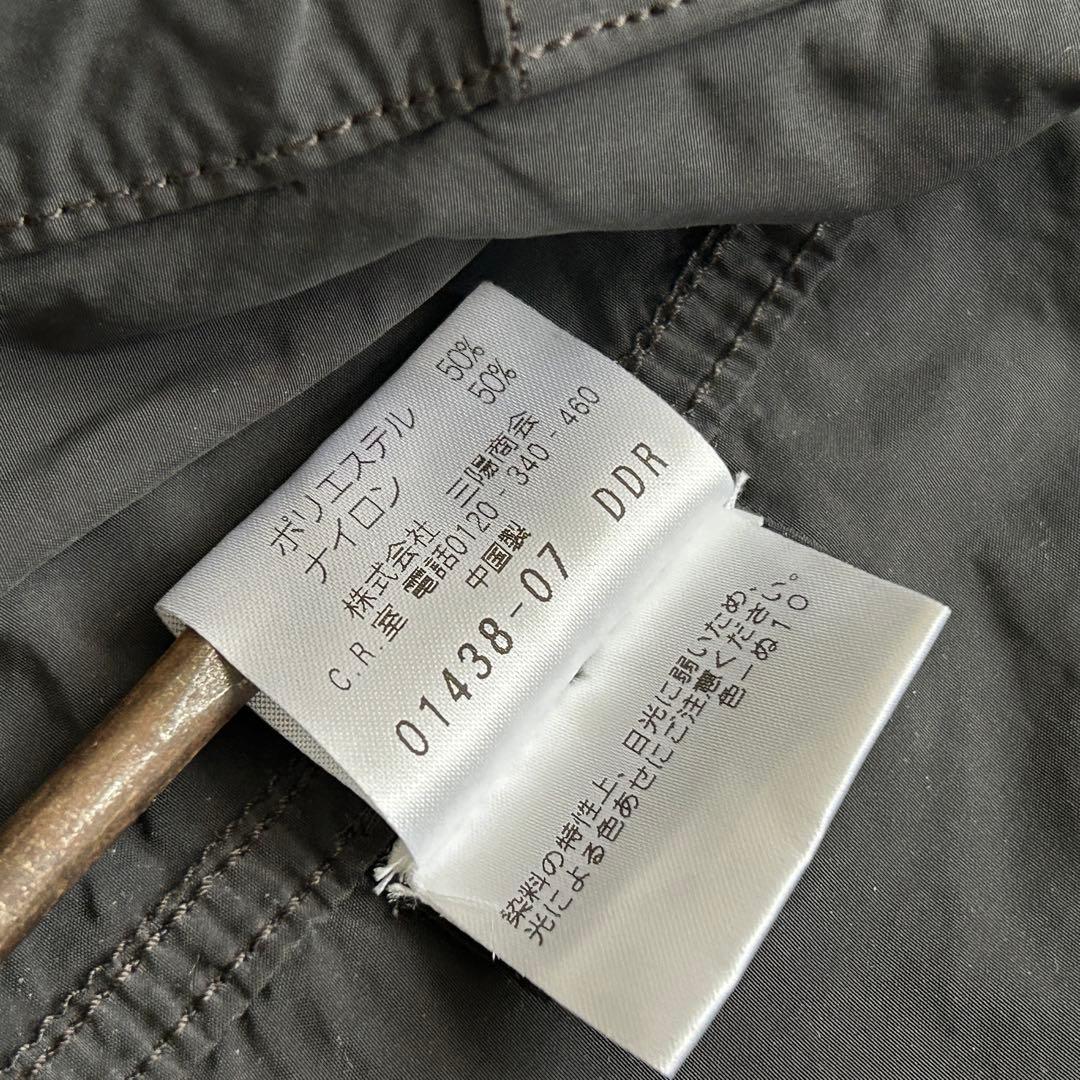 ポリエステル 50%
ナイロン 50%
株式会社 三陽商会
C.R.室 電話0120-340-460
中国製
01438-07 DDR
染料の特性上、日光に弱いため、
光による色あせにご注意ください。
色ーぬ10